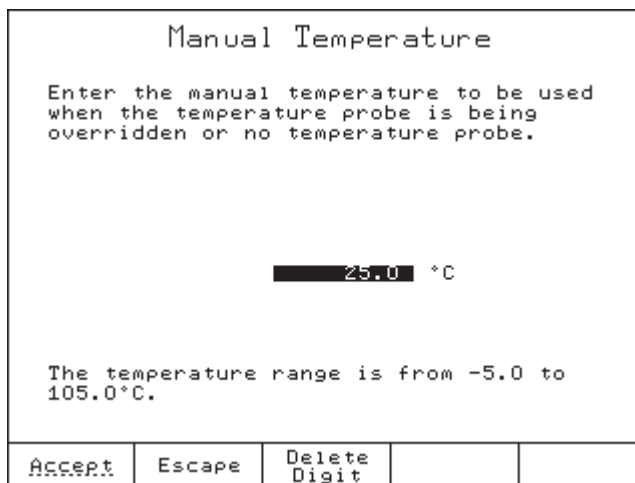 Manual Temperature
Enter the manual temperature to be used
when the temperature probe is being
overridden or no temperature probe.
25.0 °C
The temperature range is from -5.0 to
105.0°C.
Accept Escape Delete Digit